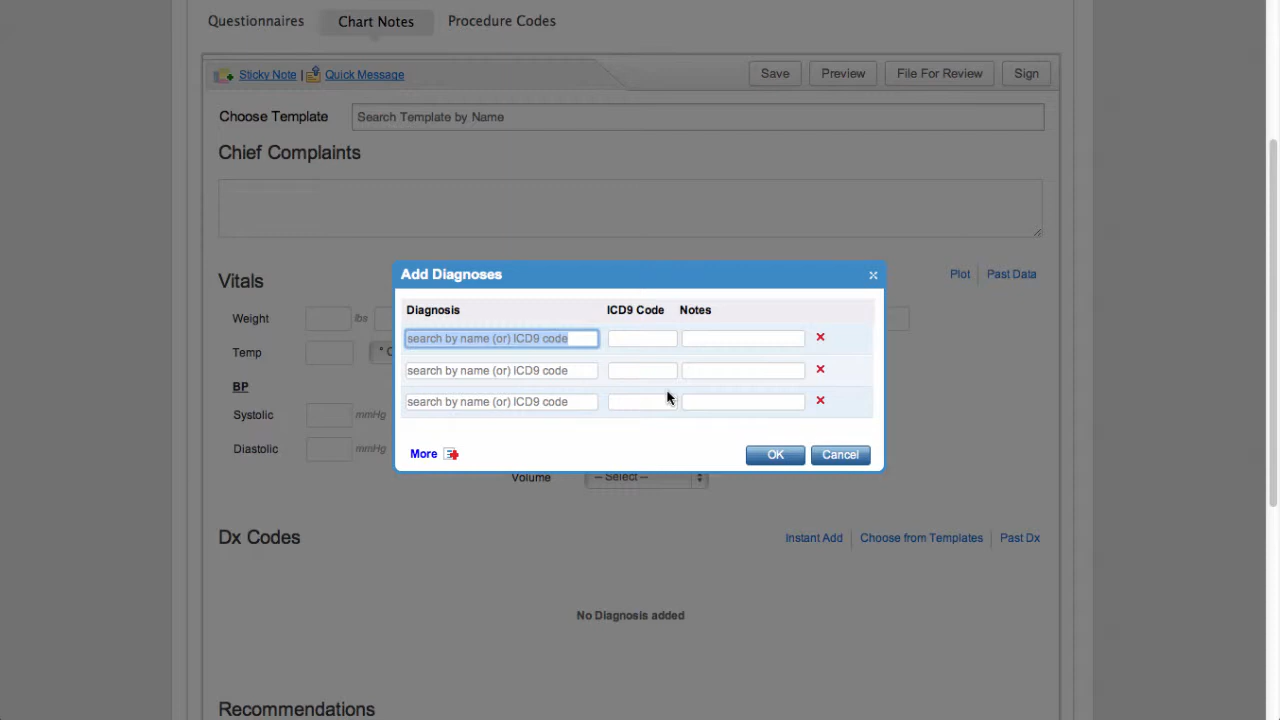 Questionnaires Chart Notes Procedure Codes
Sticky Note | Quick Message Save Preview File For Review Sign
Choose Template Search Template by Name
Chief Complaints
Vitals Plot Past Data
Weight lbs
Temp ° C
BP
Systolic mmHg
Diastolic mmHg
Add Diagnoses
Diagnosis ICD9 Code Notes
search by name (or) ICD9 code
search by name (or) ICD9 code
search by name (or) ICD9 code
More OK Cancel
Volume -- Select --
Dx Codes Instant Add Choose from Templates Past Dx
No Diagnosis added
Recommendations